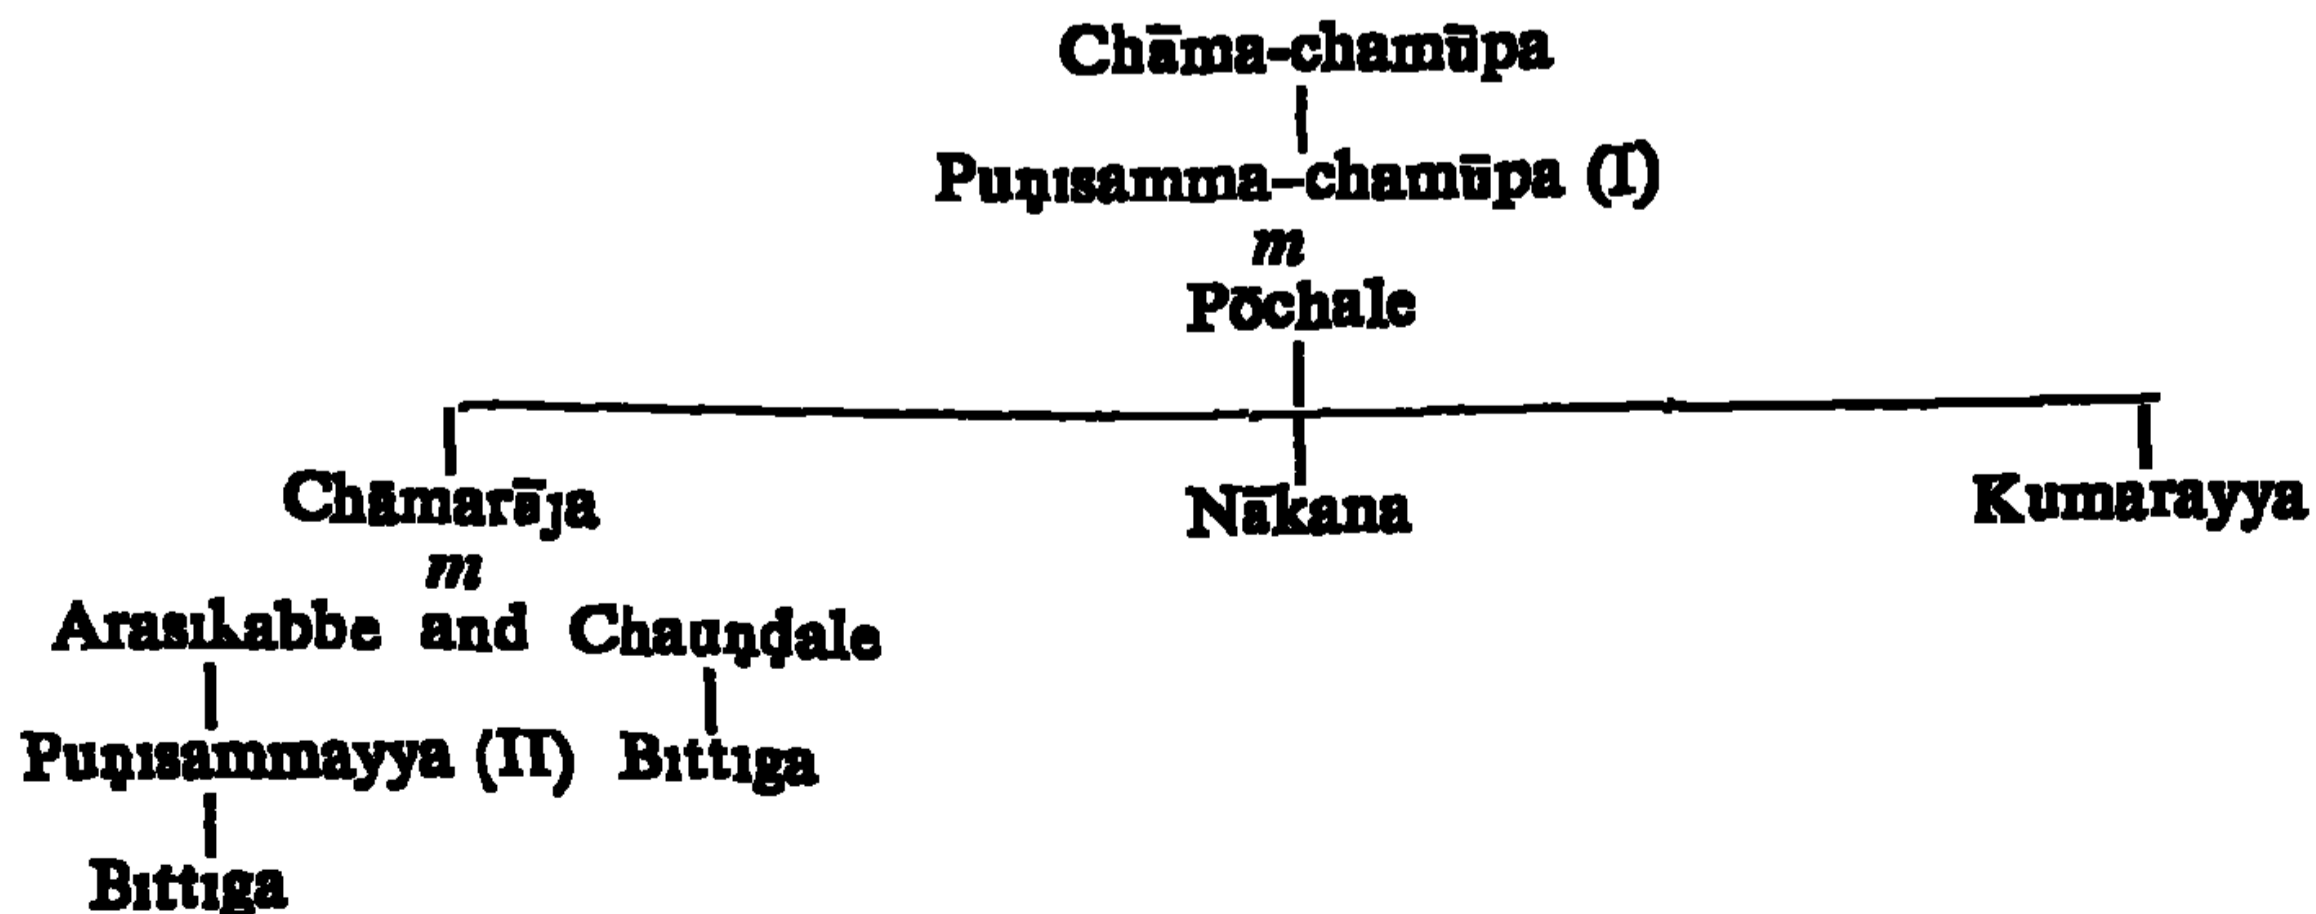 Chāma-chamūpa
Puṇisamma-chamūpa (I)
m
Pōchale
Chāmarāja Nākana Kumarayya
m
Arasikabbe and Chauṇḍale
Puṇisammayya (II) Bittiga
Bittiga